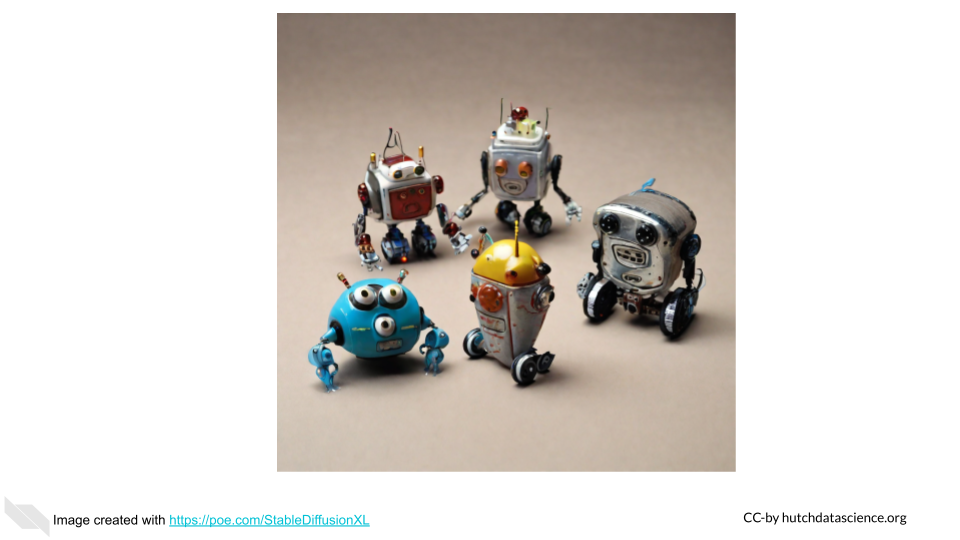 Image created with https://poe.com/StableDiffusionXL
CC-by hutchdatascience.org